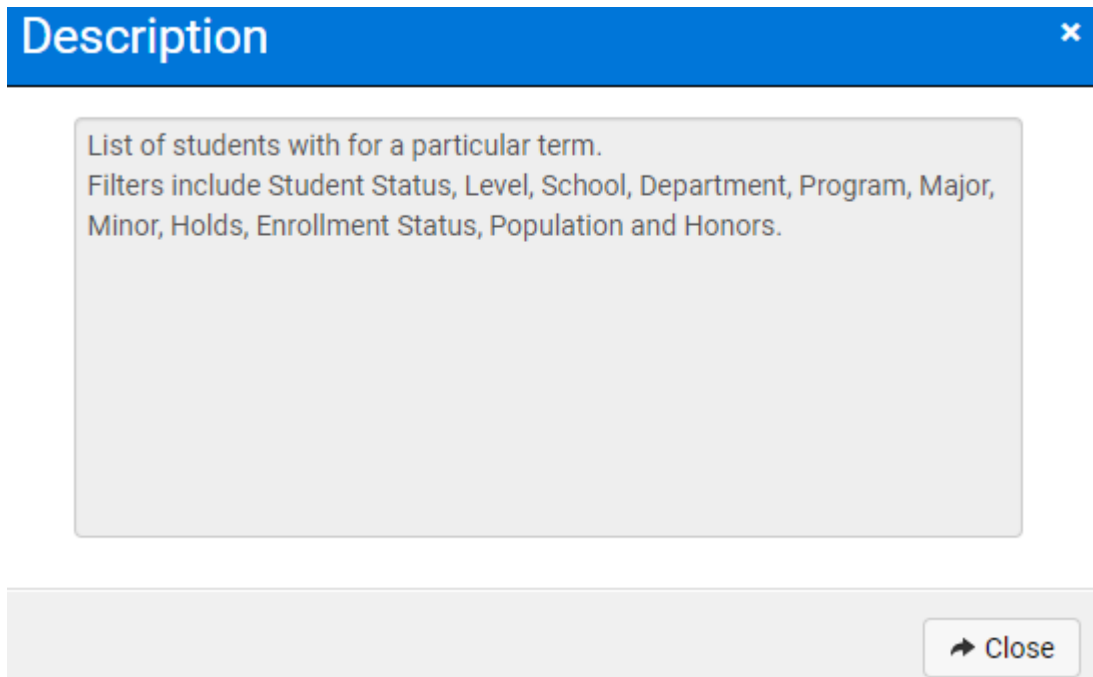 Description
List of students with for a particular term.
Filters include Student Status, Level, School, Department, Program, Major,
Minor, Holds, Enrollment Status, Population and Honors.
Close